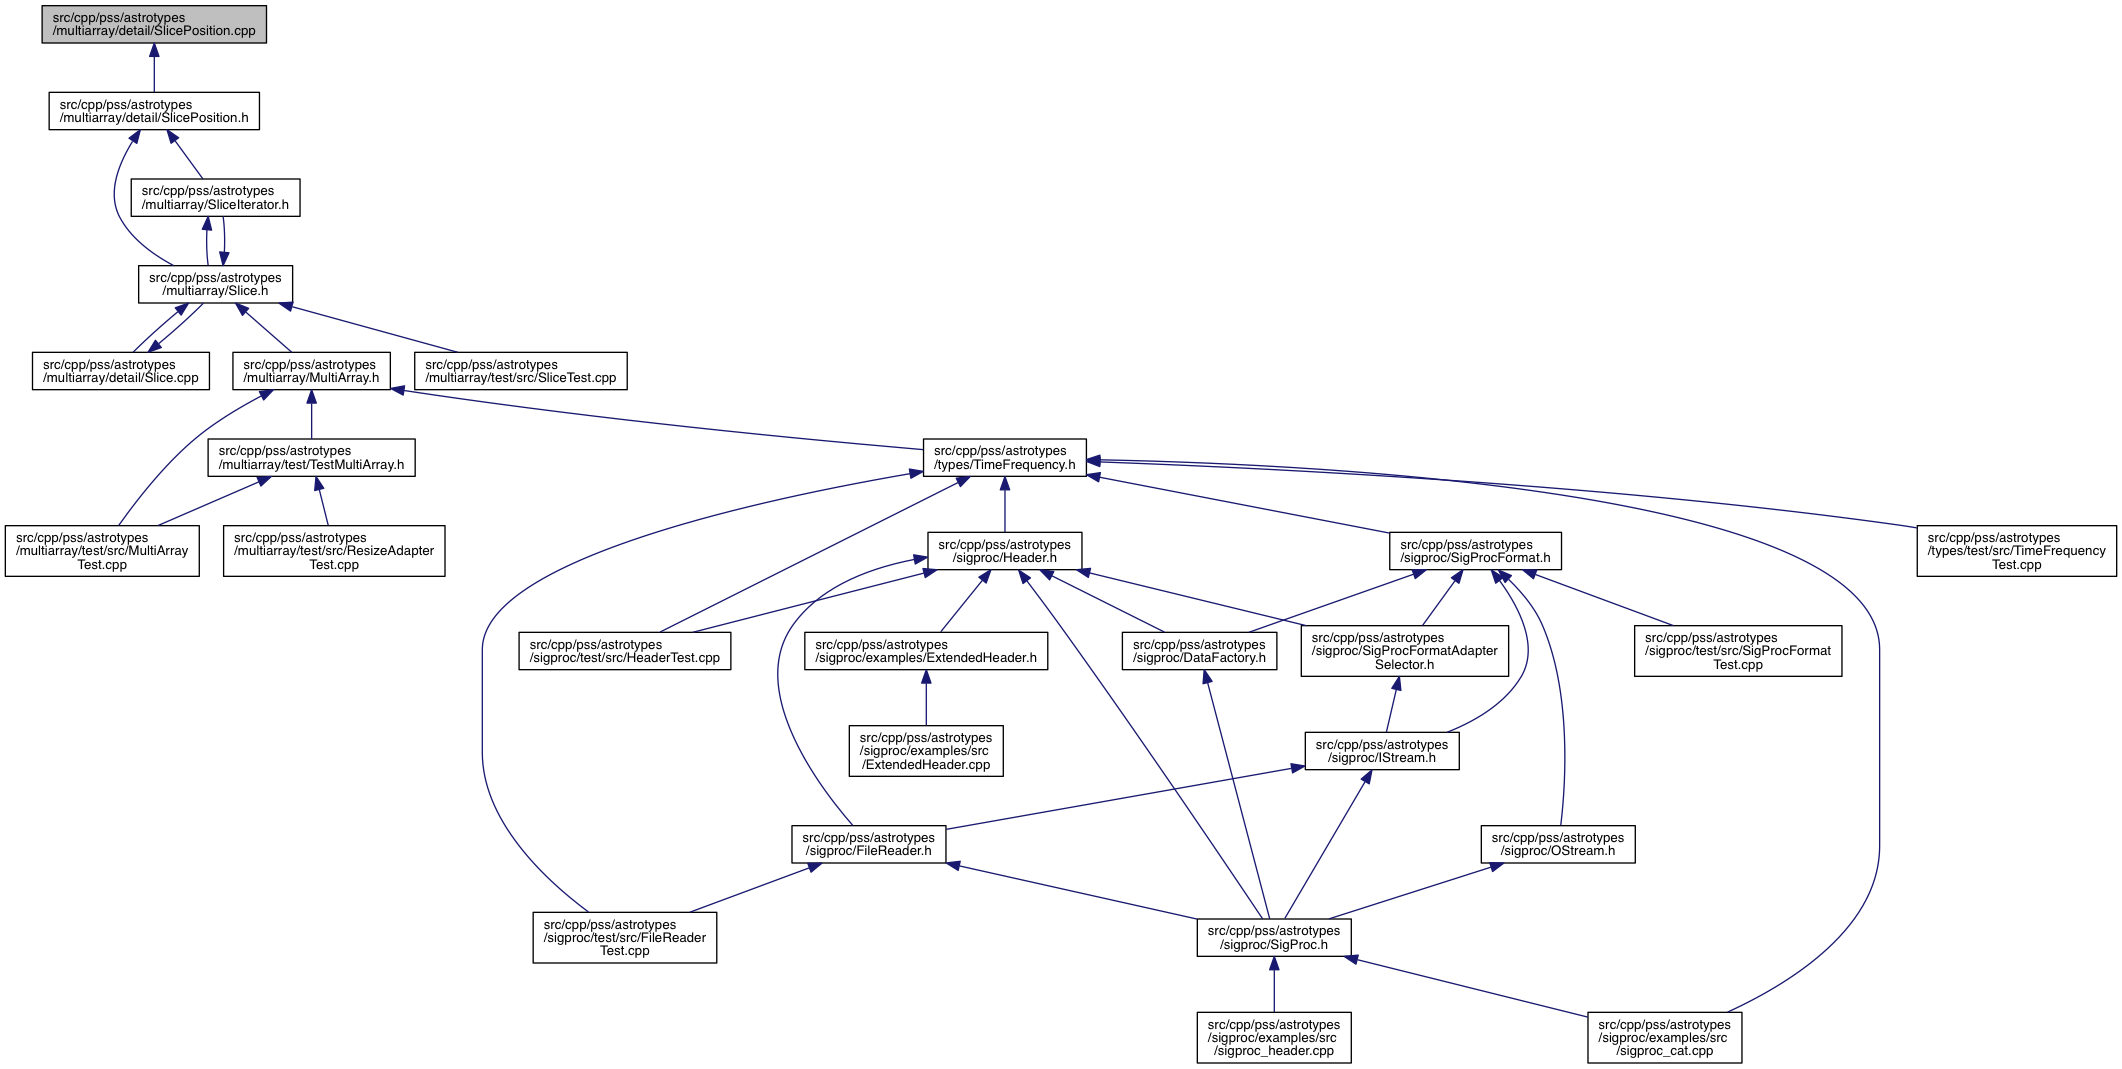 src/cpp/pss/astrotypes
/multiarray/detail/SlicePosition.cpp
src/cpp/pss/astrotypes
/multiarray/detail/SlicePosition.h
src/cpp/pss/astrotypes
/multiarray/SliceIterator.h
src/cpp/pss/astrotypes
/multiarray/Slice.h
src/cpp/pss/astrotypes
/multiarray/detail/Slice.cpp
src/cpp/pss/astrotypes
/multiarray/MultiArray.h
src/cpp/pss/astrotypes
/multiarray/test/src/SliceTest.cpp
src/cpp/pss/astrotypes
/multiarray/test/TestMultiArray.h
src/cpp/pss/astrotypes
/types/TimeFrequency.h
src/cpp/pss/astrotypes
/multiarray/test/src/MultiArray
Test.cpp
src/cpp/pss/astrotypes
/multiarray/test/src/ResizeAdapter
Test.cpp
src/cpp/pss/astrotypes
/sigproc/Header.h
src/cpp/pss/astrotypes
/sigproc/SigProcFormat.h
src/cpp/pss/astrotypes
/types/test/src/TimeFrequency
Test.cpp
src/cpp/pss/astrotypes
/sigproc/test/src/HeaderTest.cpp
src/cpp/pss/astrotypes
/sigproc/examples/ExtendedHeader.h
src/cpp/pss/astrotypes
/sigproc/DataFactory.h
src/cpp/pss/astrotypes
/sigproc/SigProcFormatAdapter
Selector.h
src/cpp/pss/astrotypes
/sigproc/test/src/SigProcFormat
Test.cpp
src/cpp/pss/astrotypes
/sigproc/examples/src
/ExtendedHeader.cpp
src/cpp/pss/astrotypes
/sigproc/IStream.h
src/cpp/pss/astrotypes
/sigproc/FileReader.h
src/cpp/pss/astrotypes
/sigproc/OStream.h
src/cpp/pss/astrotypes
/sigproc/test/src/FileReader
Test.cpp
src/cpp/pss/astrotypes
/sigproc/SigProc.h
src/cpp/pss/astrotypes
/sigproc/examples/src
/sigproc_header.cpp
src/cpp/pss/astrotypes
/sigproc/examples/src
/sigproc_cat.cpp